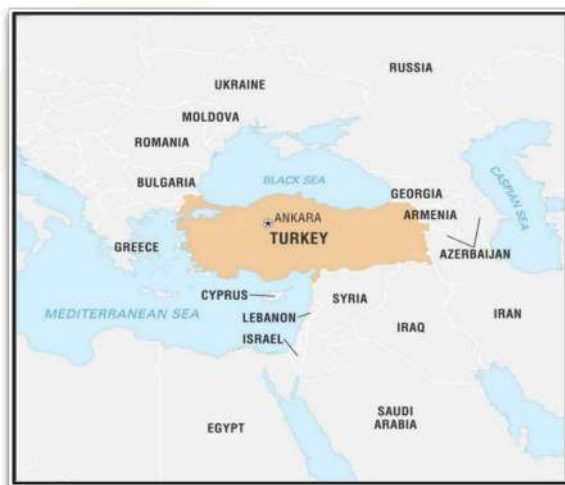 RUSSIA
UKRAINE
MOLDOVA
ROMANIA
BULGARIA
BLACK SEA
CASPIAN SEA
GEORGIA
ARMENIA
ANKARA
TURKEY
GREECE
AZERBAIJAN
CYPRUS
SYRIA
MEDITERRANEAN SEA
LEBANON
IRAN
IRAQ
ISRAEL
SAUDI
ARABIA
EGYPT